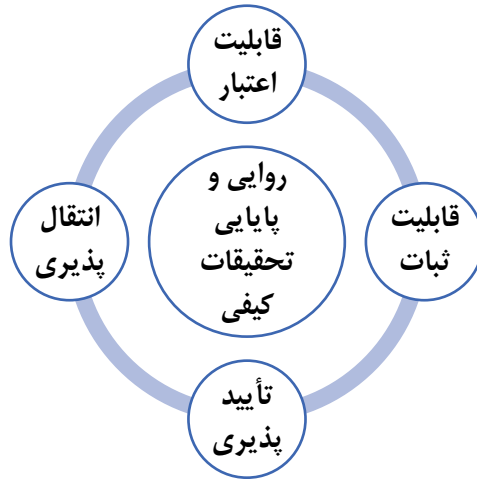 قابلیت
اعتبار
روایی و
پایایی
تحقیقات
کیفی
قابلیت
ثبات
انتقال
پذیری
تأیید
پذیری